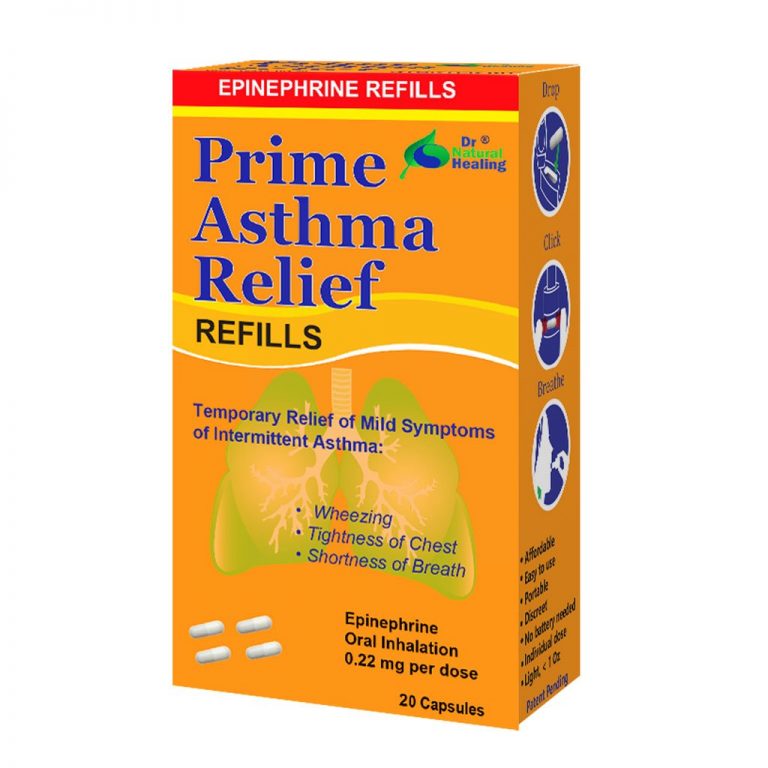 EPINEPHRINE REFILLS
Dr ®
Natural
Healing
Prime
Asthma
Relief
REFILLS
Temporary Relief of Mild Symptoms
of Intermittent Asthma:
• Wheezing
• Tightness of Chest
• Shortness of Breath
Epinephrine
Oral Inhalation
0.22 mg per dose
20 Capsules
Drop
Click
Breathe
• Affordable
• Easy to use
• Portable
• Discreet
• No battery needed
• Individual dose
• Light, < 1 Oz
Patent Pending